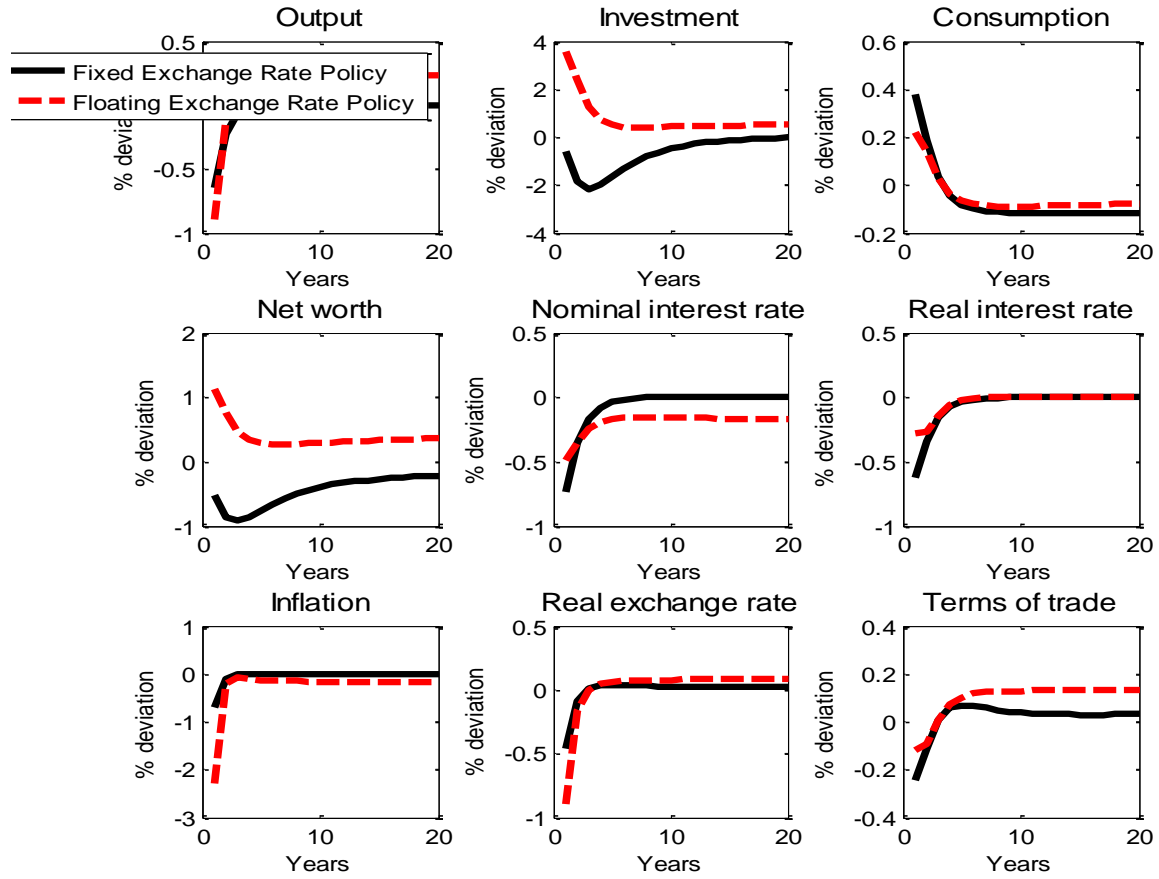 Output
Investment
Consumption
0.5
Fixed Exchange Rate Policy
Floating Exchange Rate Policy
% deviation
-0.5
-1
0
10
20
Years
4
2
0
-2
-4
% deviation
0
10
20
Years
0.6
0.4
0.2
0
-0.2
% deviation
0
10
20
Years
Net worth
Nominal interest rate
Real interest rate
2
1
0
-1
% deviation
0
10
20
Years
0.5
0
-0.5
-1
% deviation
0
10
20
Years
0.5
0
-0.5
-1
% deviation
0
10
20
Years
Inflation
Real exchange rate
Terms of trade
1
0
-1
-2
-3
% deviation
0
10
20
Years
0.5
0
-0.5
-1
% deviation
0
10
20
Years
0.4
0.2
0
-0.2
-0.4
% deviation
0
10
20
Years